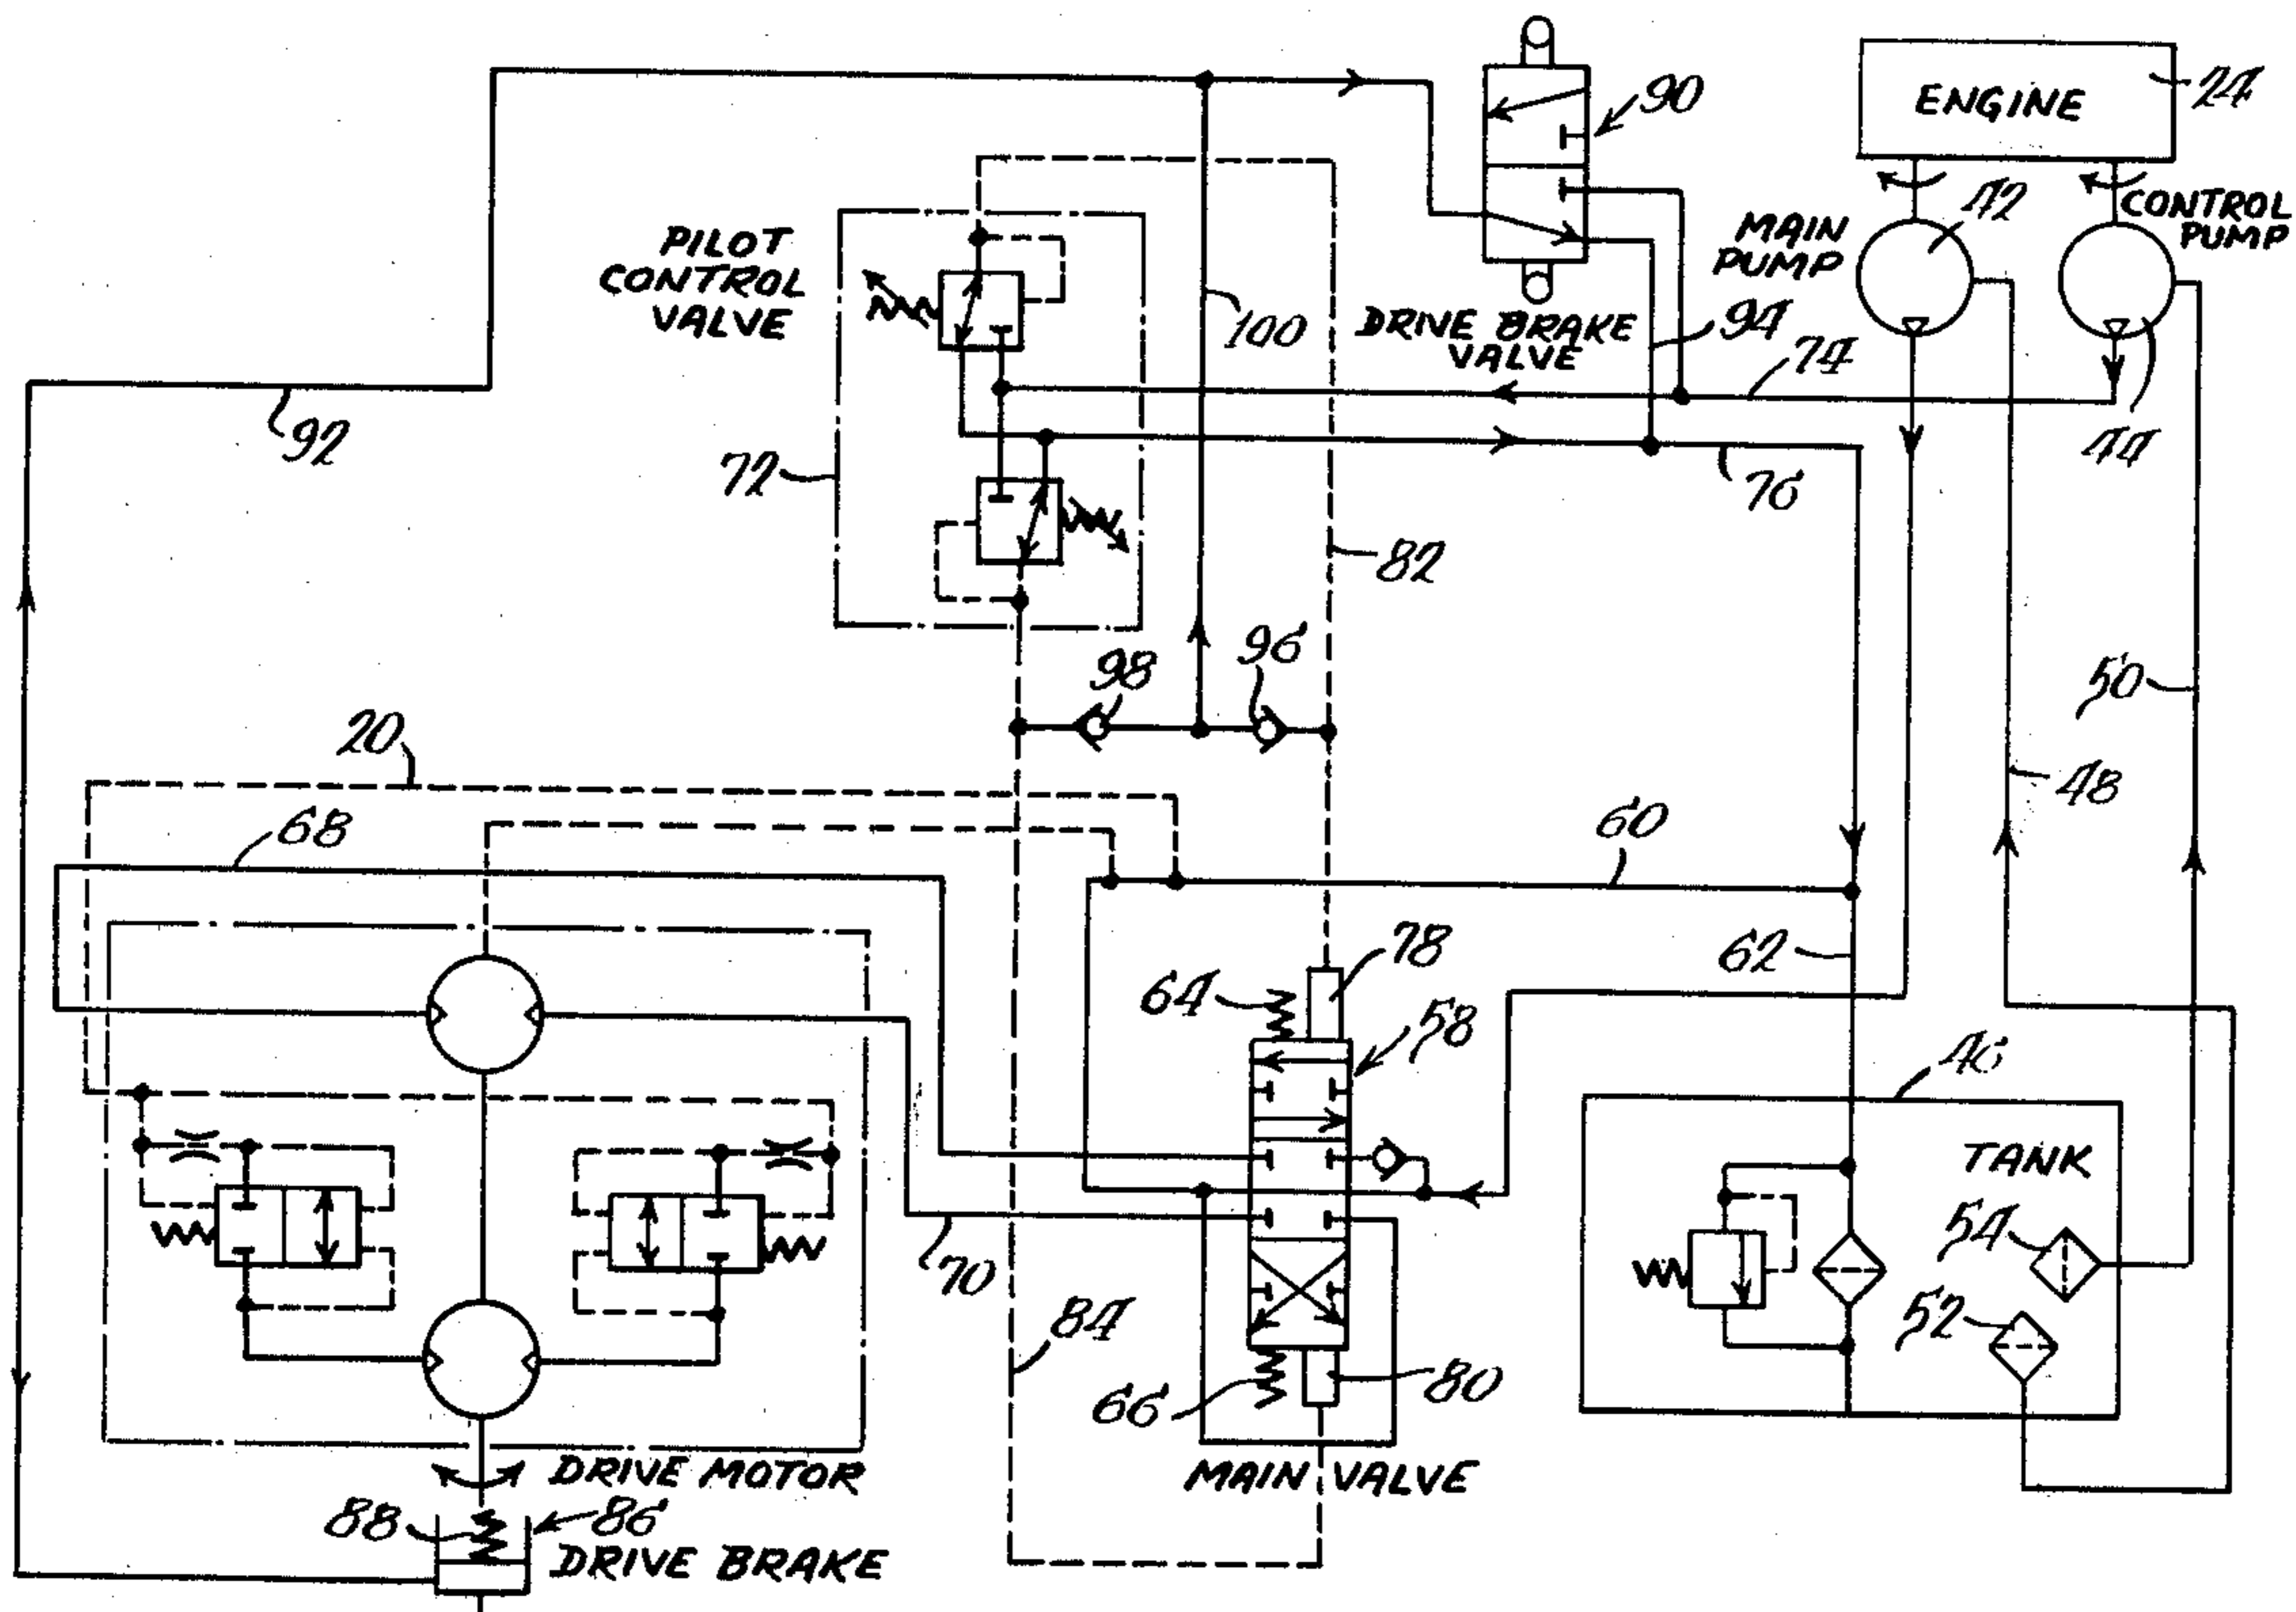 90
ENGINE
24
42
CONTROL
PUMP
MAIN
PUMP
PILOT
CONTROL
VALVE
100
DRIVE BRAKE
VALVE
94
74
92
72
76
44
82
98
96
50
20
48
68
60
78
64
58
62
46
TANK
54
52
70
84
66
80
MAIN VALVE
DRIVE MOTOR
88
86
DRIVE BRAKE